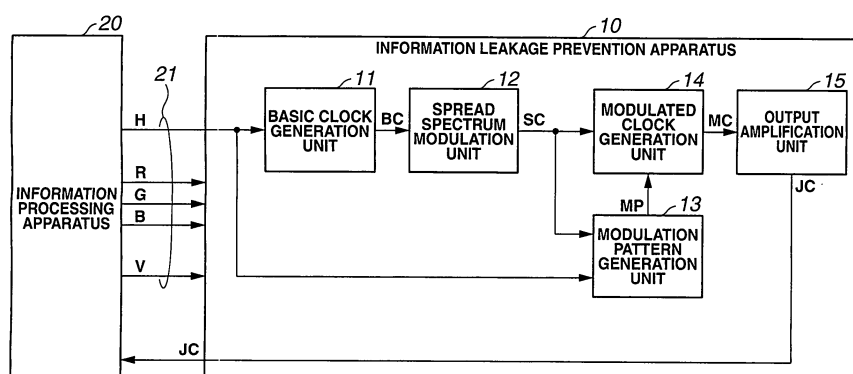 20
10
INFORMATION LEAKAGE PREVENTION APPARATUS
21
11
12
14
15
H
BASIC CLOCK
GENERATION
UNIT
BC
SPREAD
SPECTRUM
MODULATION
UNIT
SC
MODULATED
CLOCK
GENERATION
UNIT
MC
OUTPUT
AMPLIFICATION
UNIT
JC
R
G
B
V
INFORMATION
PROCESSING
APPARATUS
MP
13
MODULATION
PATTERN
GENERATION
UNIT
JC